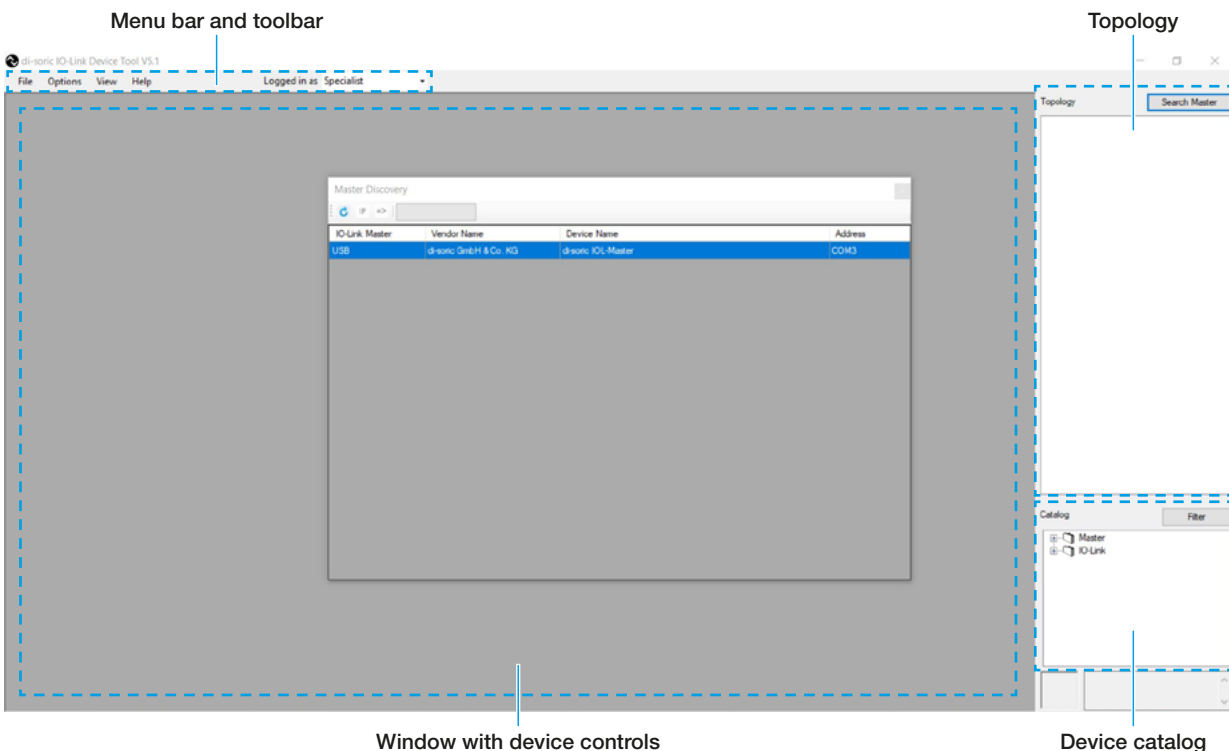 Menu bar and toolbar
Topology
di-soric IO-Link Device Tool V5.1
File Options View Help Logged in as Specialist
Topology Search Master
Master Discovery
IP =>
IO-Link Master Vendor Name Device Name Address
USB di-soric GmbH & Co. KG di-soric IOL-Master COM3
Catalog Filter
Master
IO-Link
Window with device controls
Device catalog